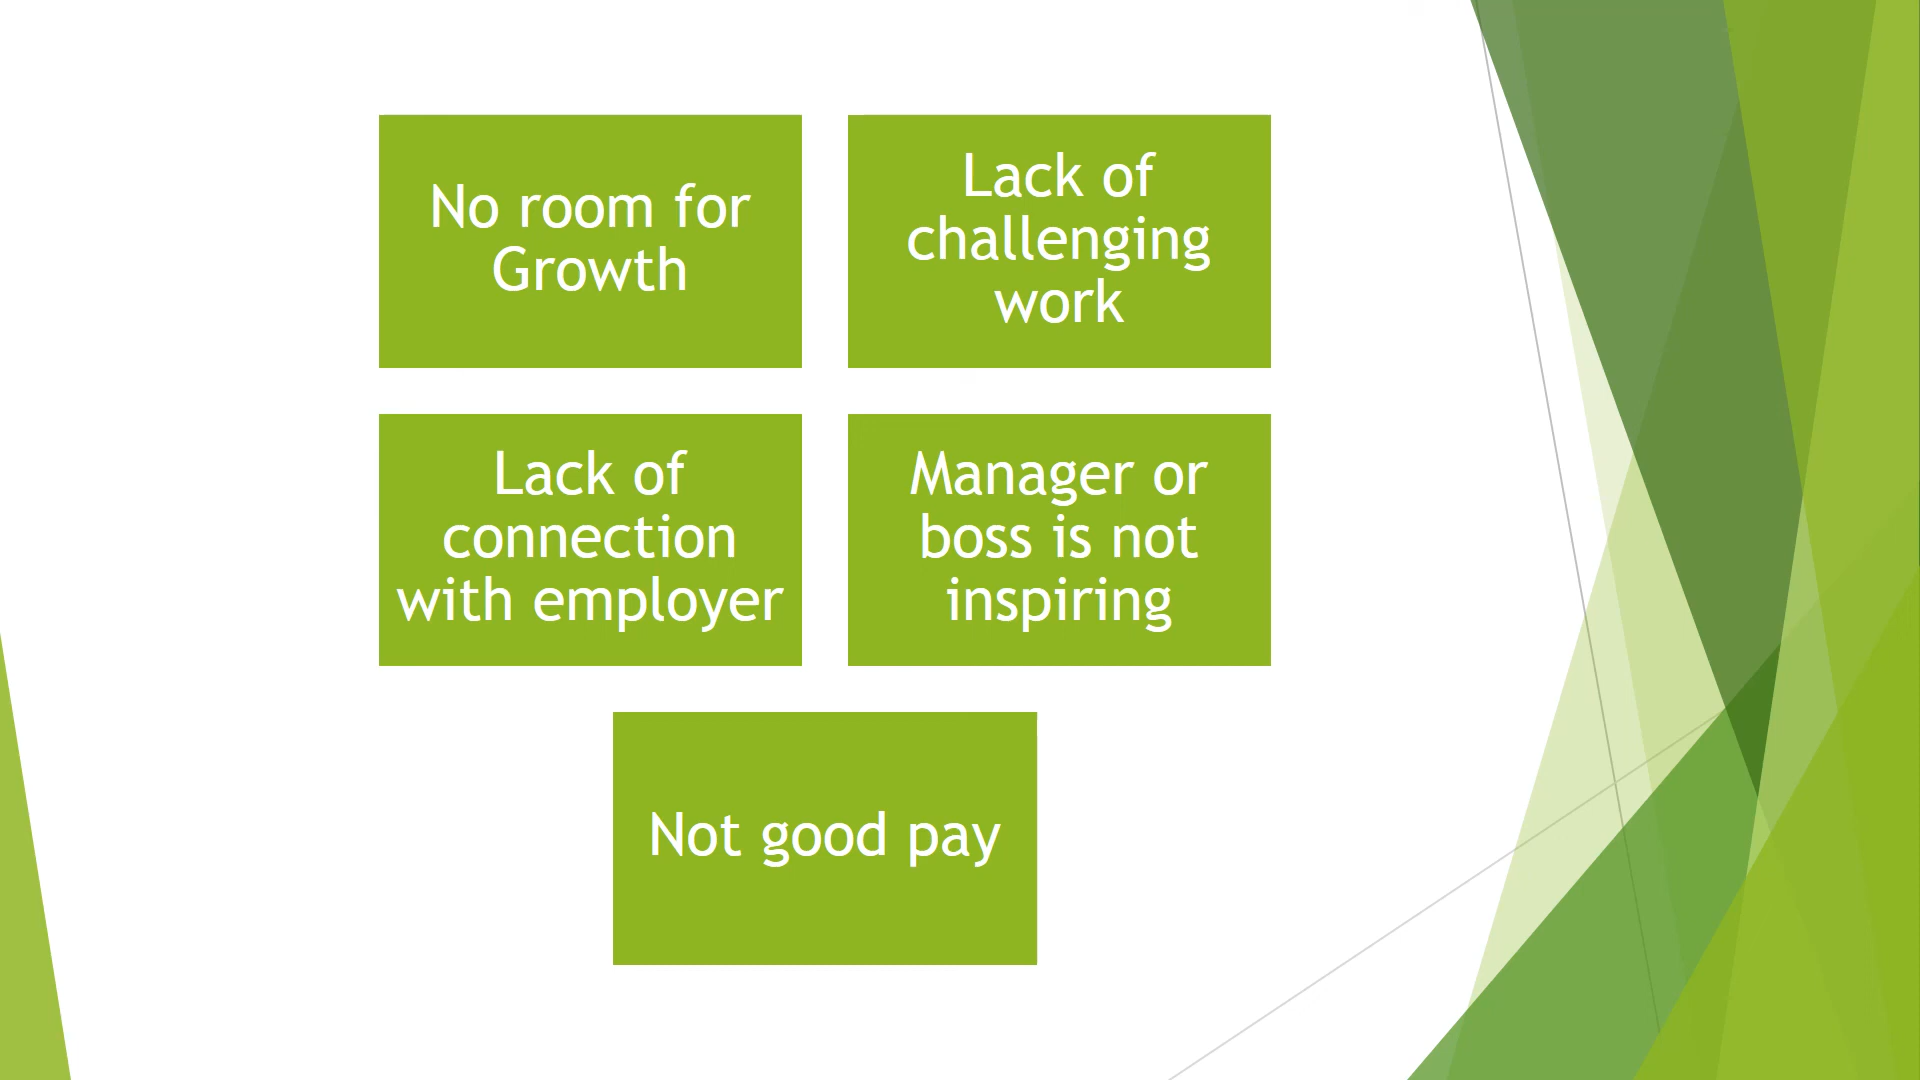 No room for
Growth
Lack of
challenging
work
Lack of
connection
with employer
Manager or
boss is not
inspiring
Not good pay